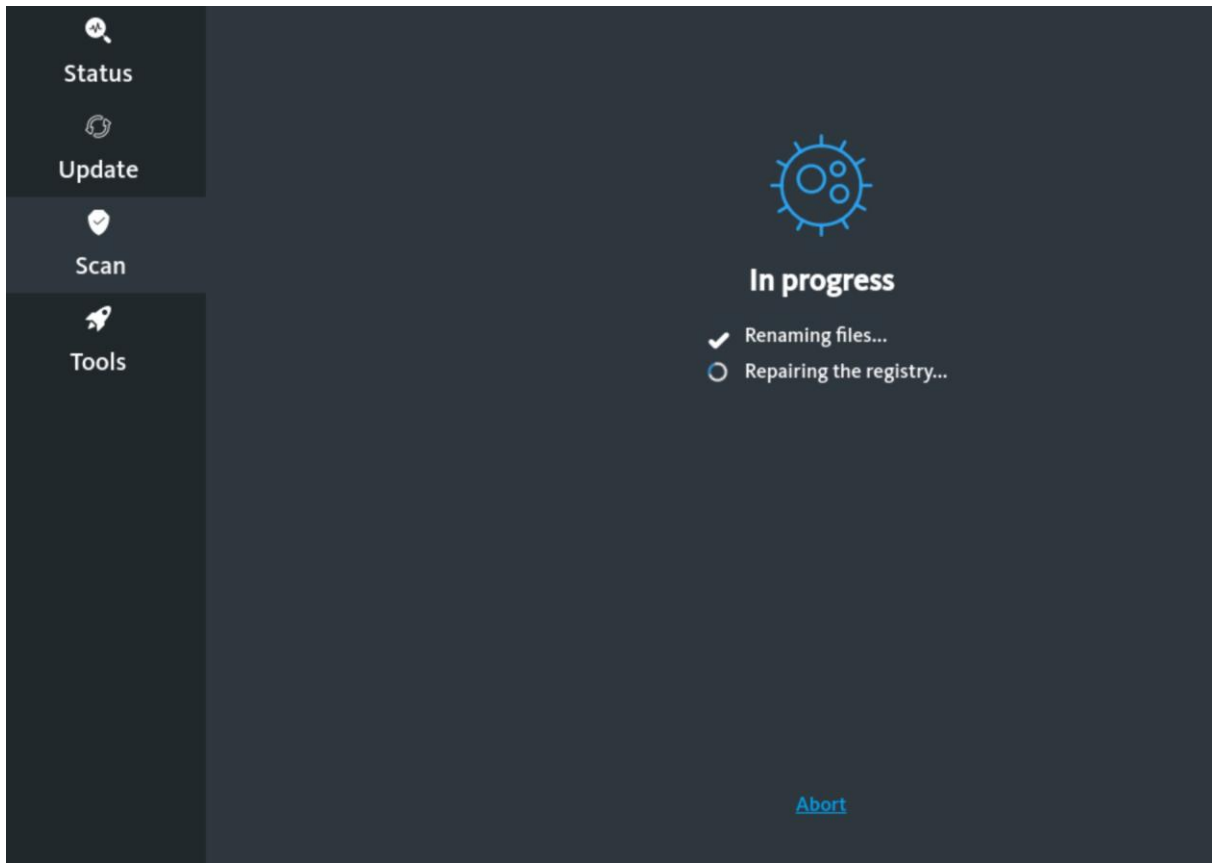 Status
Update
Scan
Tools
In progress
Renaming files...
Repairing the registry...
Abort